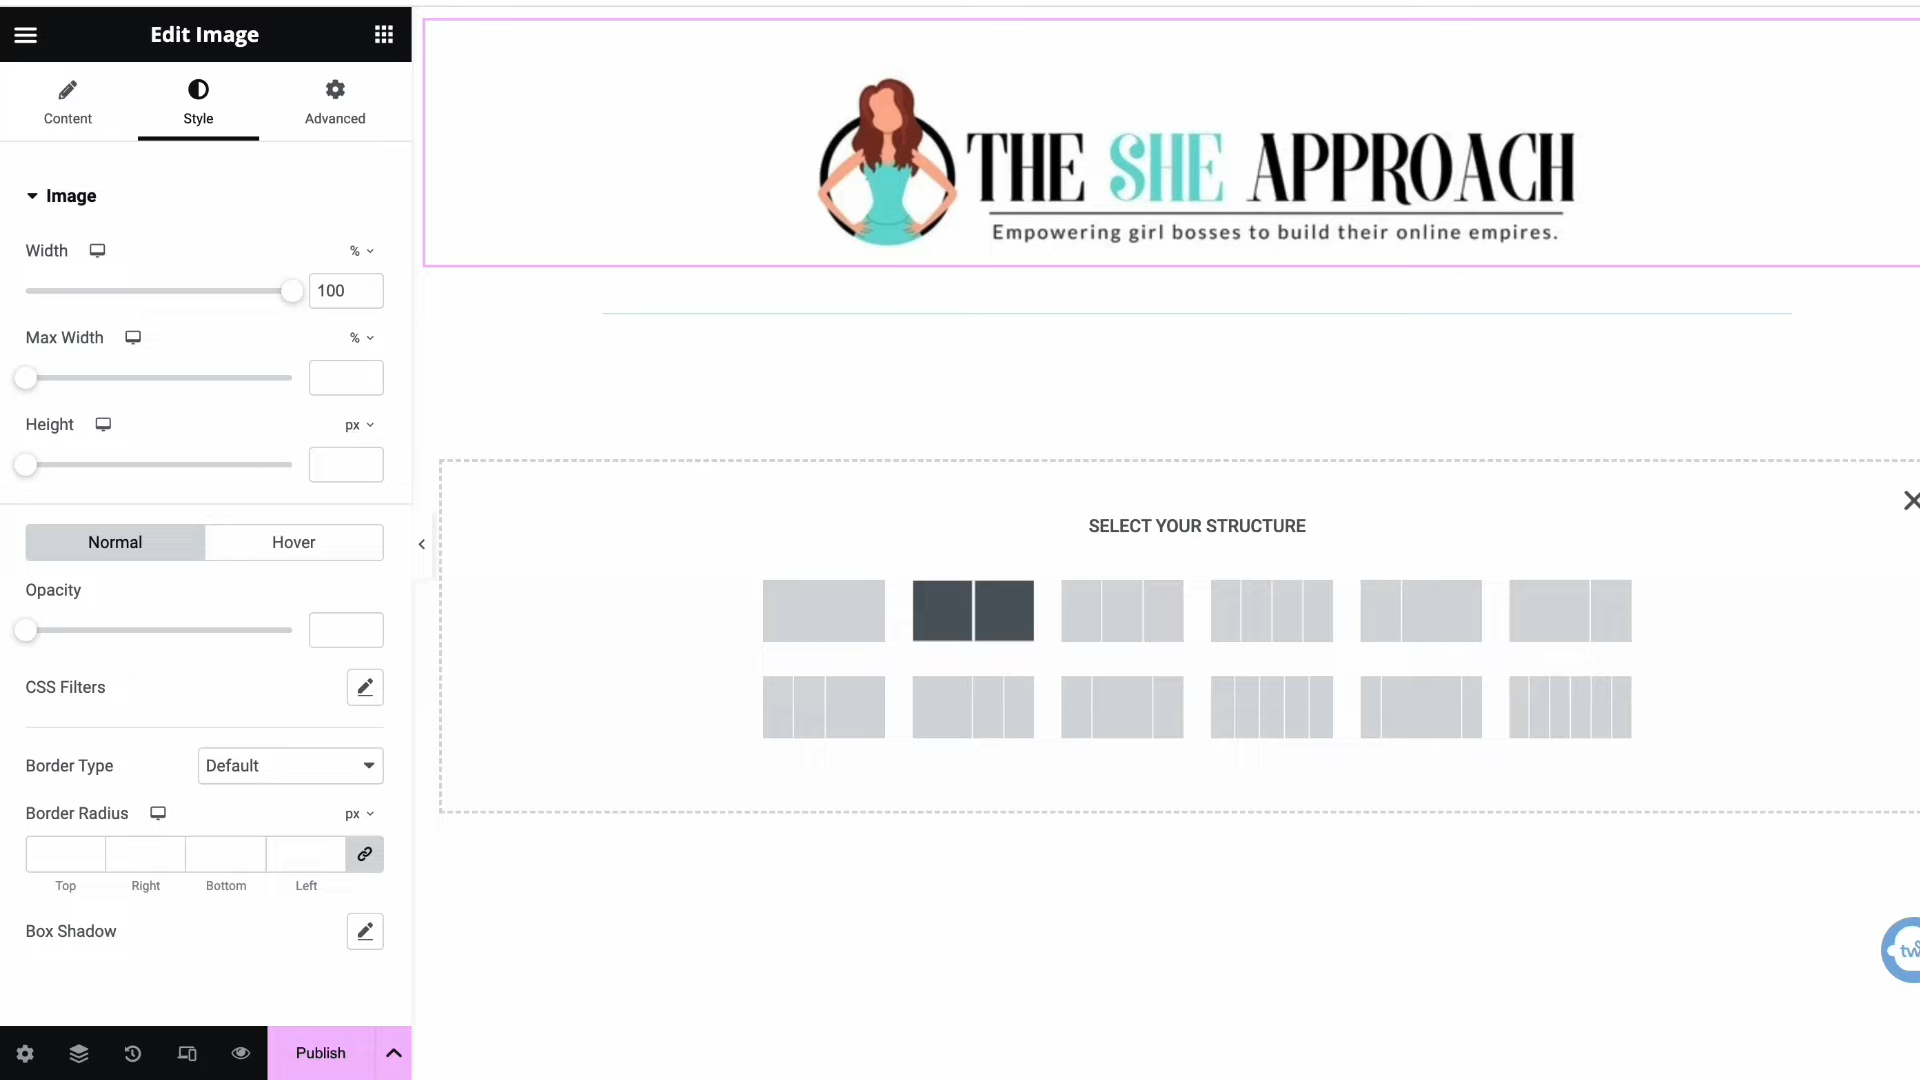 Edit Image
Content
Style
Advanced
Image
Width
%
100
Max Width
%
Height
px
Normal
Hover
Opacity
CSS Filters
Border Type
Default
Border Radius
px
Top
Right
Bottom
Left
Box Shadow
Publish
THE SHE APPROACH
Empowering girl bosses to build their online empires.
SELECT YOUR STRUCTURE